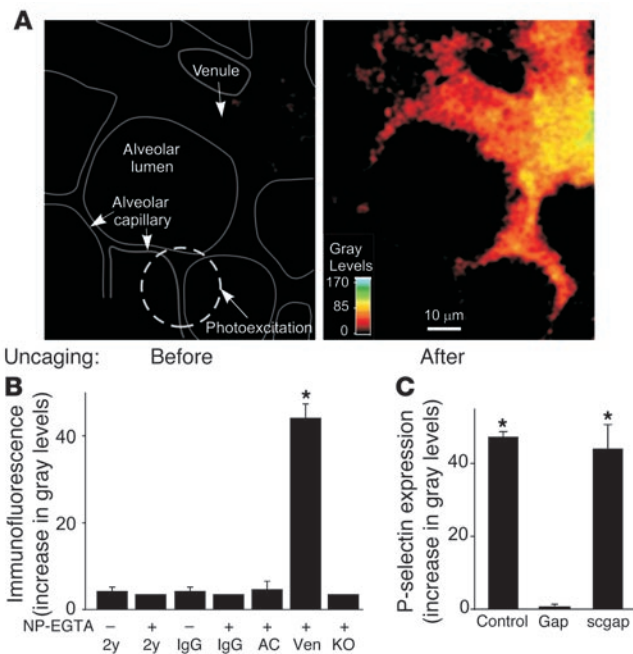 A
Venule
Alveolar
lumen
Alveolar
capillary
Photoexcitation
Gray
Levels
170
85
0
10 μm
Uncaging: Before After
B
Immunofluorescence
(increase in gray levels)
40
20
0
*
NP-EGTA − + − + + + +
2y 2y IgG IgG AC Ven KO
C
P-selectin expression
(increase in gray levels)
40
20
0
* *
Control Gap scgap